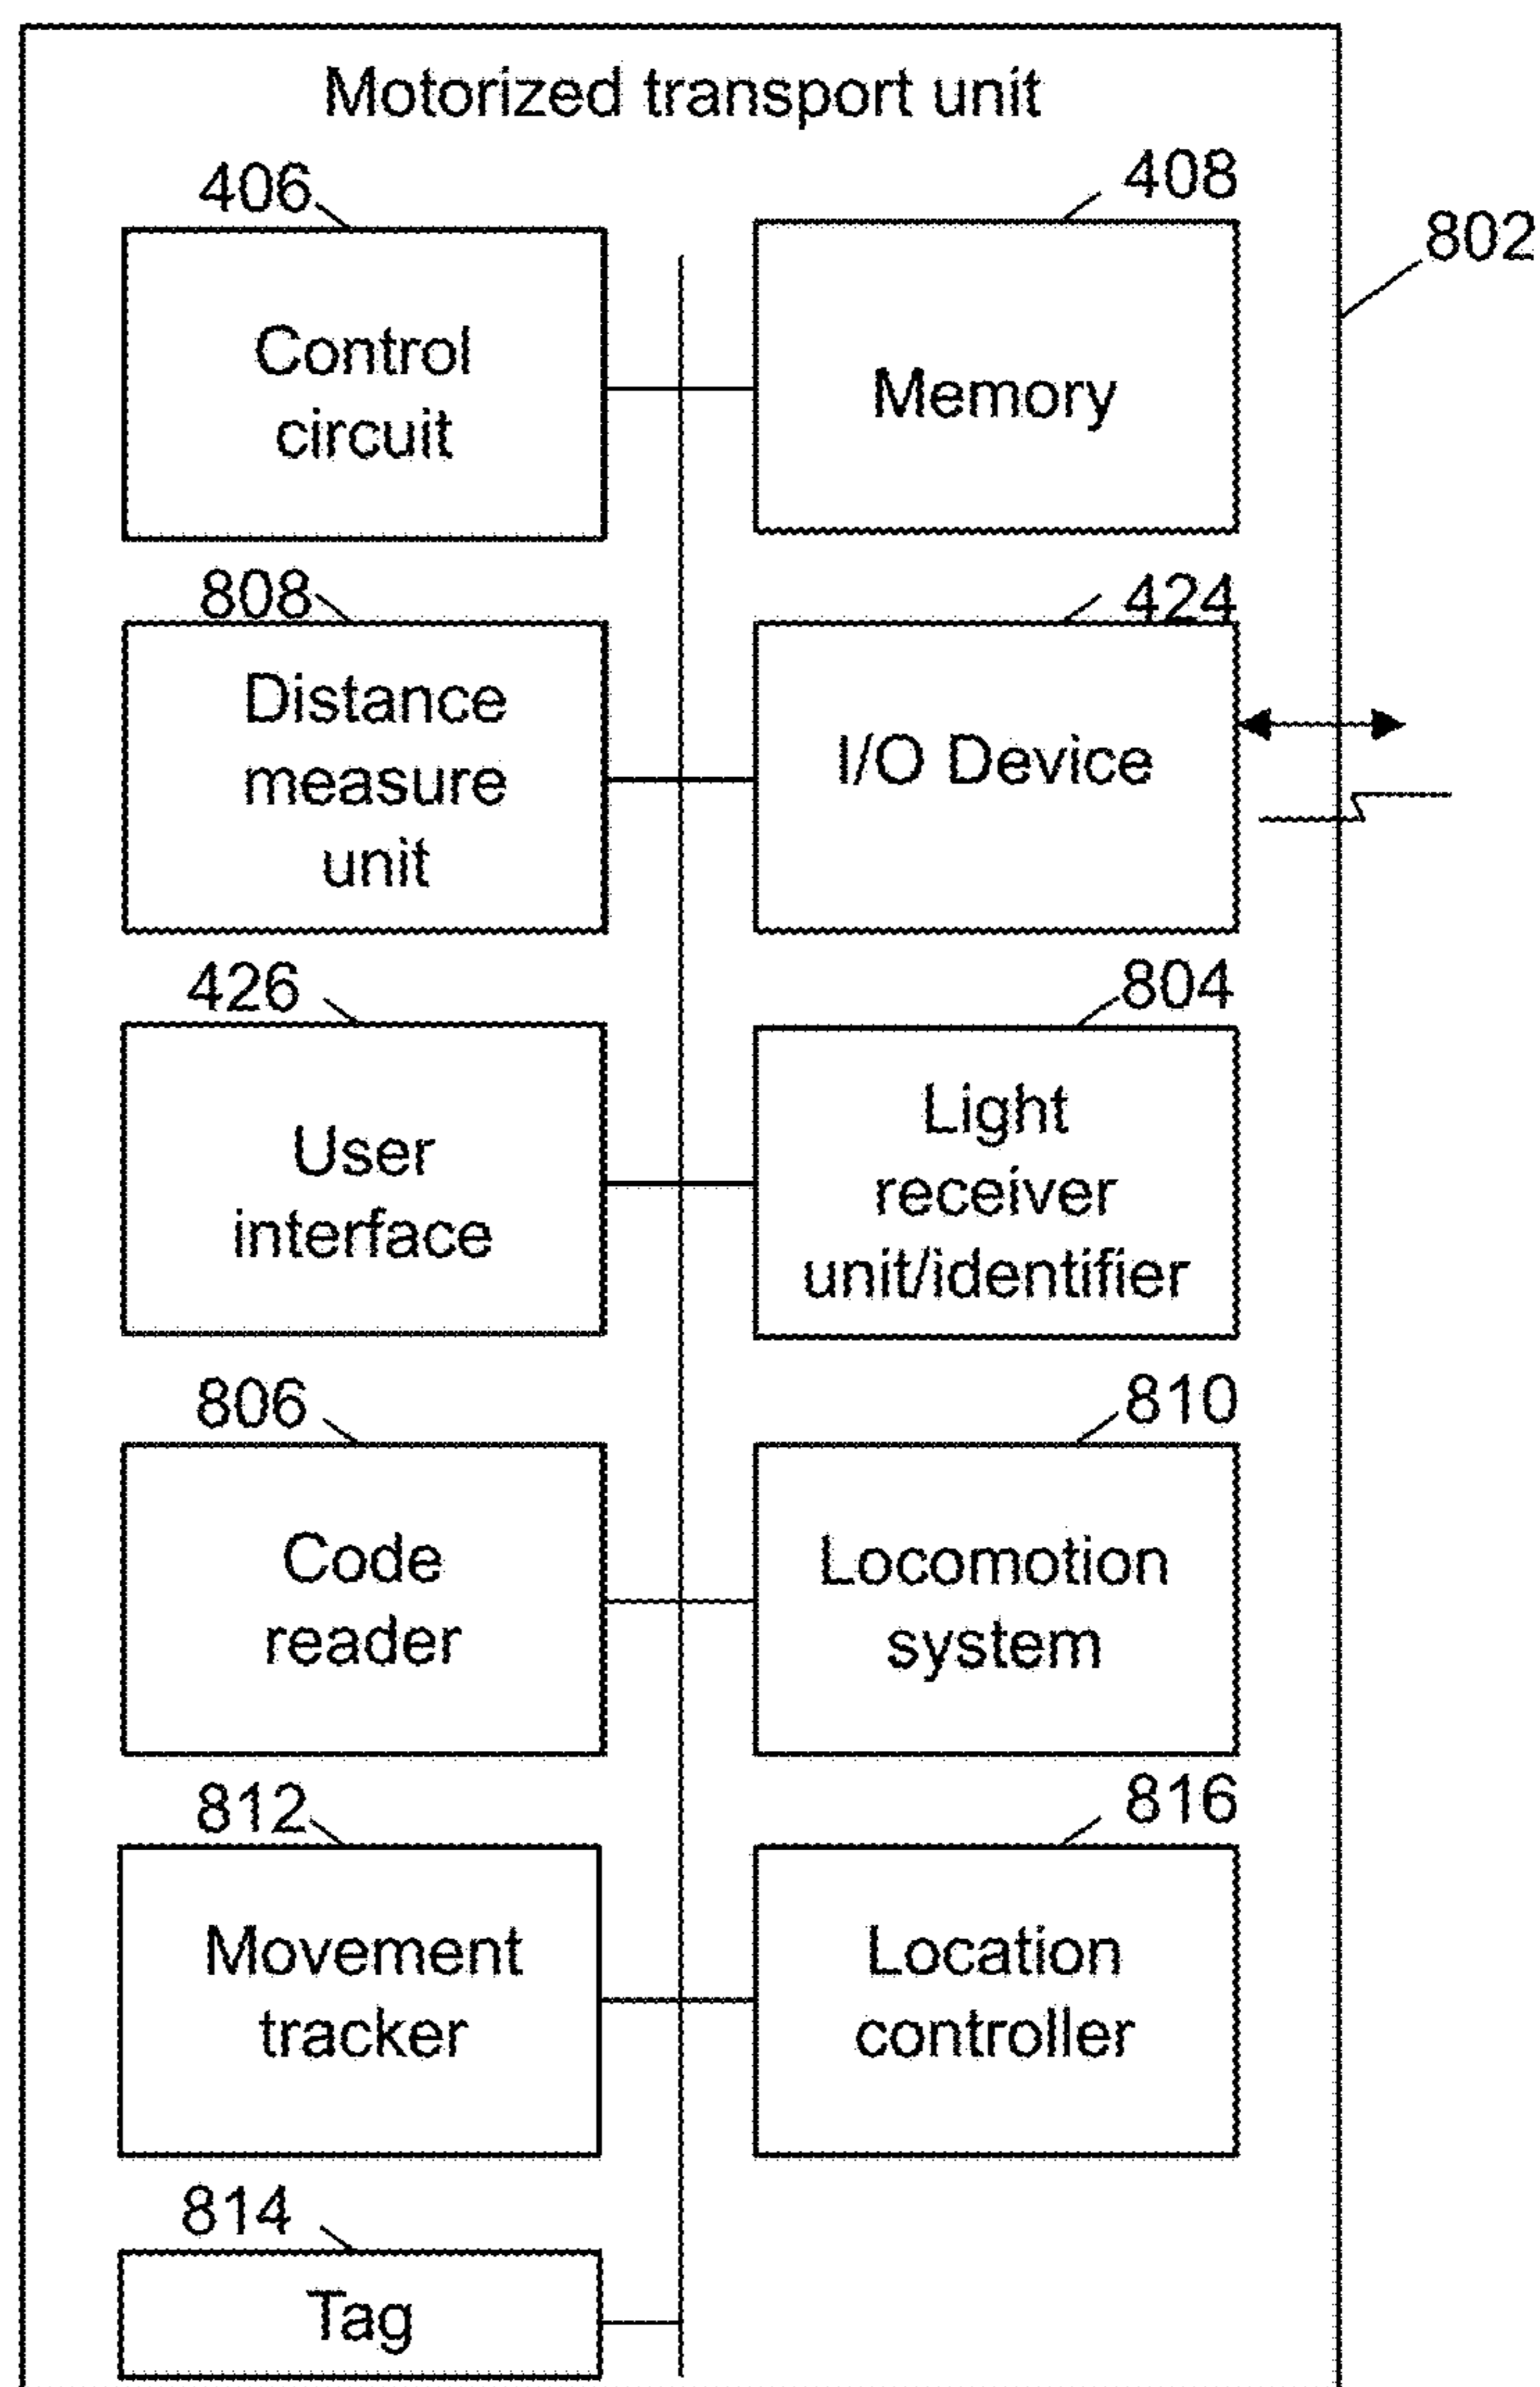 Motorized transport unit
406
408
802
Control
circuit
Memory
808
424
Distance
measure
unit
I/O Device
426
804
User
interface
Light
receiver
unit/identifier
806
810
Code
reader
Locomotion
system
812
816
Movement
tracker
Location
controller
814
Tag